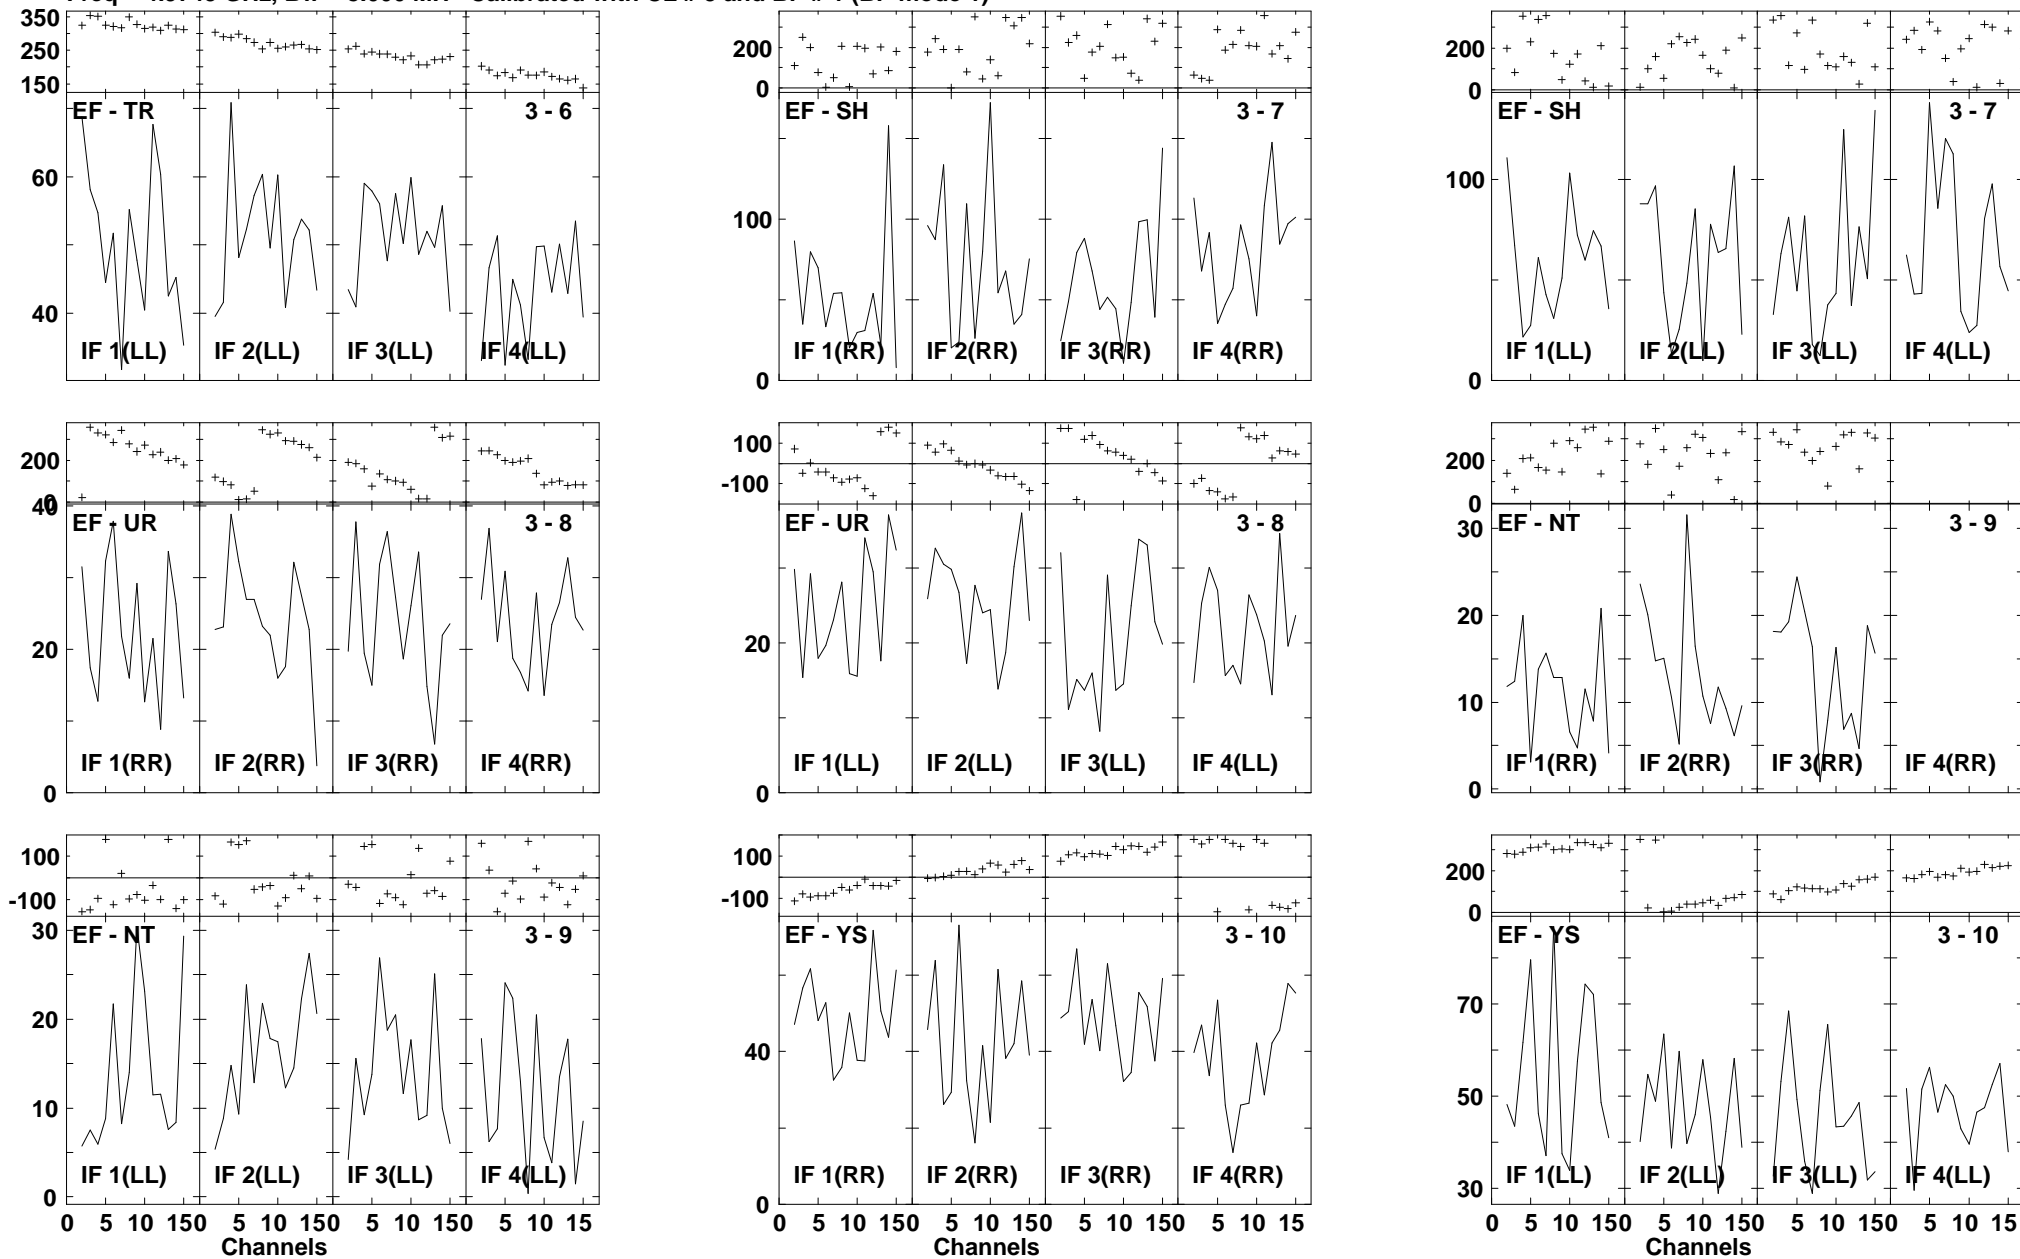 350
250
150
EF - TR
3 - 6
60
40
IF 1(LL)
IF 2(LL)
IF 3(LL)
IF 4(LL)
200
0
EF - SH
3 - 7
100
0
IF 1(RR)
IF 2(RR)
IF 3(RR)
IF 4(RR)
200
0
EF - SH
3 - 7
100
0
IF 1(LL)
IF 2(LL)
IF 3(LL)
IF 4(LL)
200
0
40
EF - UR
3 - 8
20
0
IF 1(RR)
IF 2(RR)
IF 3(RR)
IF 4(RR)
100
-100
EF - UR
3 - 8
20
0
IF 1(LL)
IF 2(LL)
IF 3(LL)
IF 4(LL)
200
0
EF - NT
3 - 9
30
20
10
0
IF 1(RR)
IF 2(RR)
IF 3(RR)
IF 4(RR)
100
-100
EF - NT
3 - 9
30
20
10
0
IF 1(LL)
IF 2(LL)
IF 3(LL)
IF 4(LL)
0 5 10 15 0 5 10 15 0 5 10 15 0 5 10 15
Channels
100
-100
EF - YS
3 - 10
40
0
IF 1(RR)
IF 2(RR)
IF 3(RR)
IF 4(RR)
0 5 10 15 0 5 10 15 0 5 10 15 0 5 10 15
Channels
200
0
EF - YS
3 - 10
70
50
30
IF 1(LL)
IF 2(LL)
IF 3(LL)
IF 4(LL)
0 5 10 15 0 5 10 15 0 5 10 15 0 5 10 15
Channels